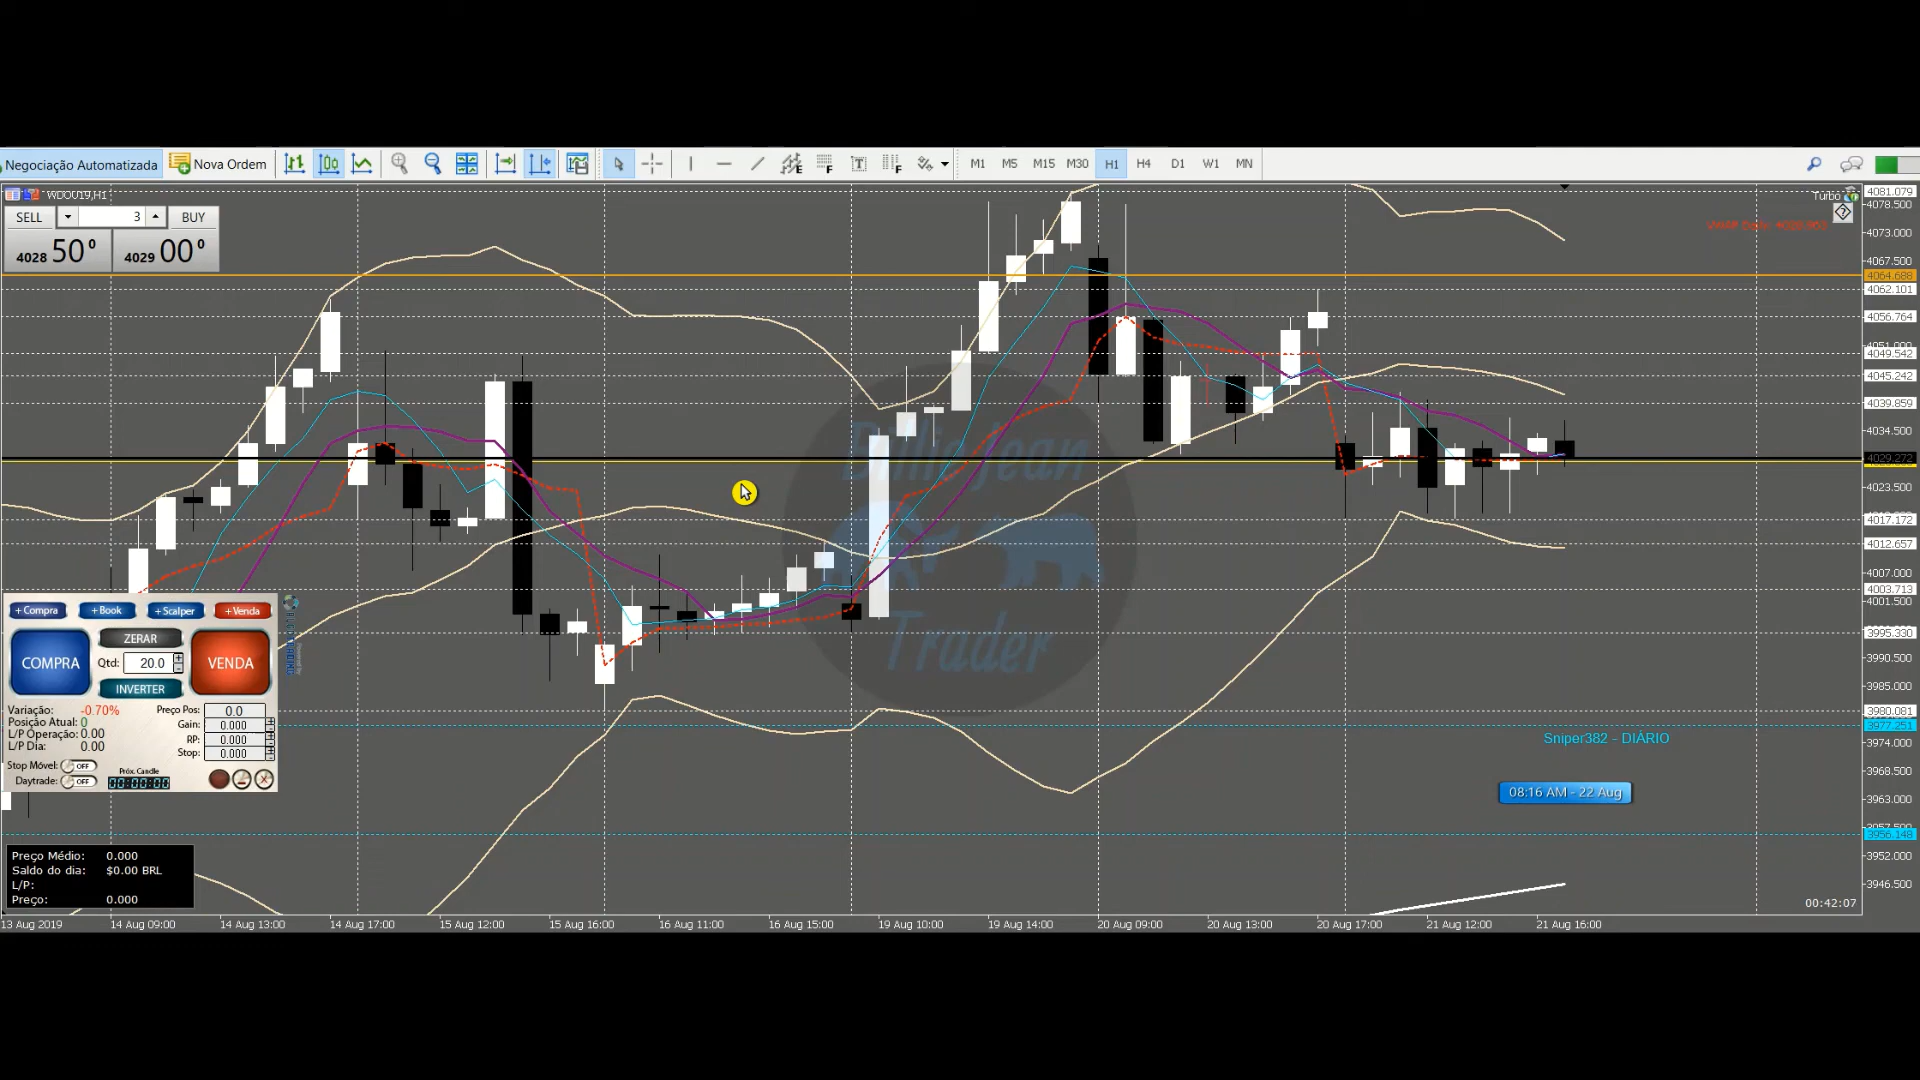 Negociação Automatizada Nova Ordem M1 M5 M15 M30 H1 H4 D1 W1 MN
WDOU19,H1
Turbo
SELL 3 BUY
4028 50⁰ 4029 00⁰
4081.079
4078.500
4073.000
4067.500
4064.688
4062.101
4056.764
4051.000
4049.542
4045.242
4039.859
4034.500
4029.272
4023.500
4017.172
4012.657
4007.000
4003.713
4001.500
3995.330
3990.500
3985.000
3980.081
3977.251
3974.000
3968.500
3963.000
3957.500
3956.148
3952.000
3946.500
Billie Jean
Trader
+Compra +Book +Scalper +Venda
COMPRA ZERAR VENDA
Qtd: 20.0
INVERTER
Variação: -0.70% Preço Pos: 0.0
Posição Atual: 0 Gain: 0.000
L/P Operação: 0.00 RP: 0.000
L/P Dia: 0.00 Stop: 0.000
Stop Móvel: OFF Próx. Candle
Daytrade: OFF 00:00:00
Sniper382 - DIÁRIO
08:16 AM - 22 Aug
Preço Médio: 0.000
Saldo do dia: $0.00 BRL
L/P:
Preço: 0.000
00:42:07
13 Aug 2019 14 Aug 09:00 14 Aug 13:00 14 Aug 17:00 15 Aug 12:00 15 Aug 16:00 16 Aug 11:00 16 Aug 15:00 19 Aug 10:00 19 Aug 14:00 20 Aug 09:00 20 Aug 13:00 20 Aug 17:00 21 Aug 12:00 21 Aug 16:00